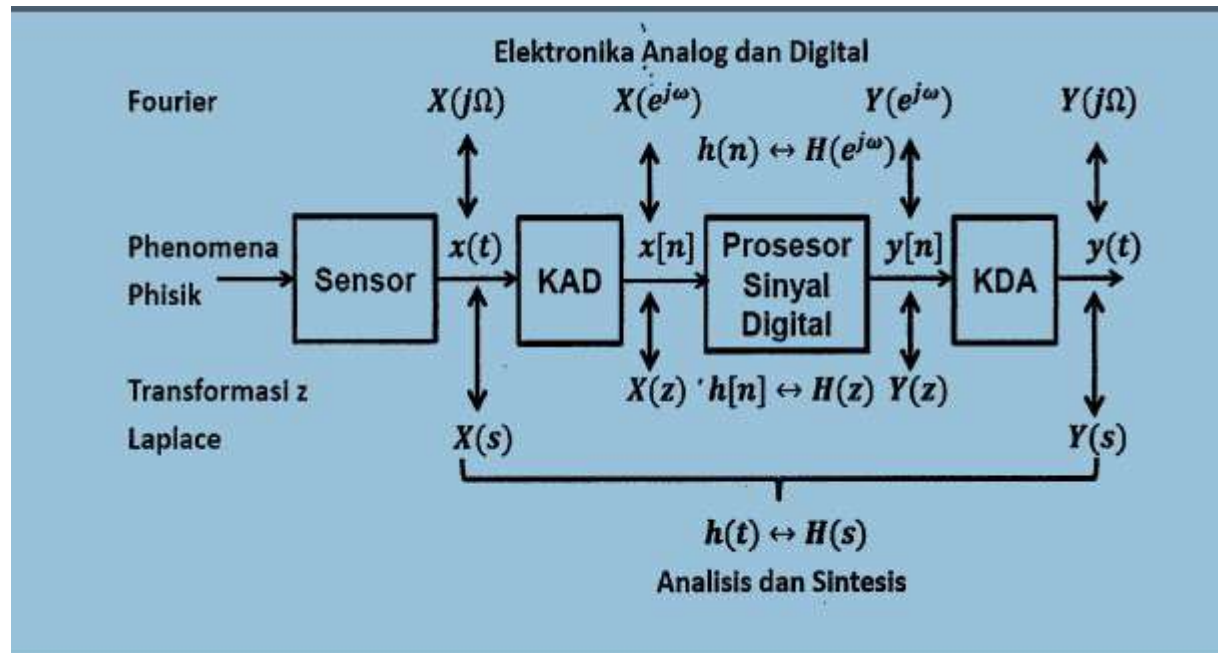 Elektronika Analog dan Digital
Fourier X(jΩ) X(e^{jω}) Y(e^{jω}) Y(jΩ)
h(n) ↔ H(e^{jω})
Phenomena
Phisik
Sensor
x(t)
KAD
x[n]
Prosesor
Sinyal
Digital
y[n]
KDA
y(t)
Transformasi z X(z) h[n] ↔ H(z) Y(z)
Laplace X(s) Y(s)
h(t) ↔ H(s)
Analisis dan Sintesis